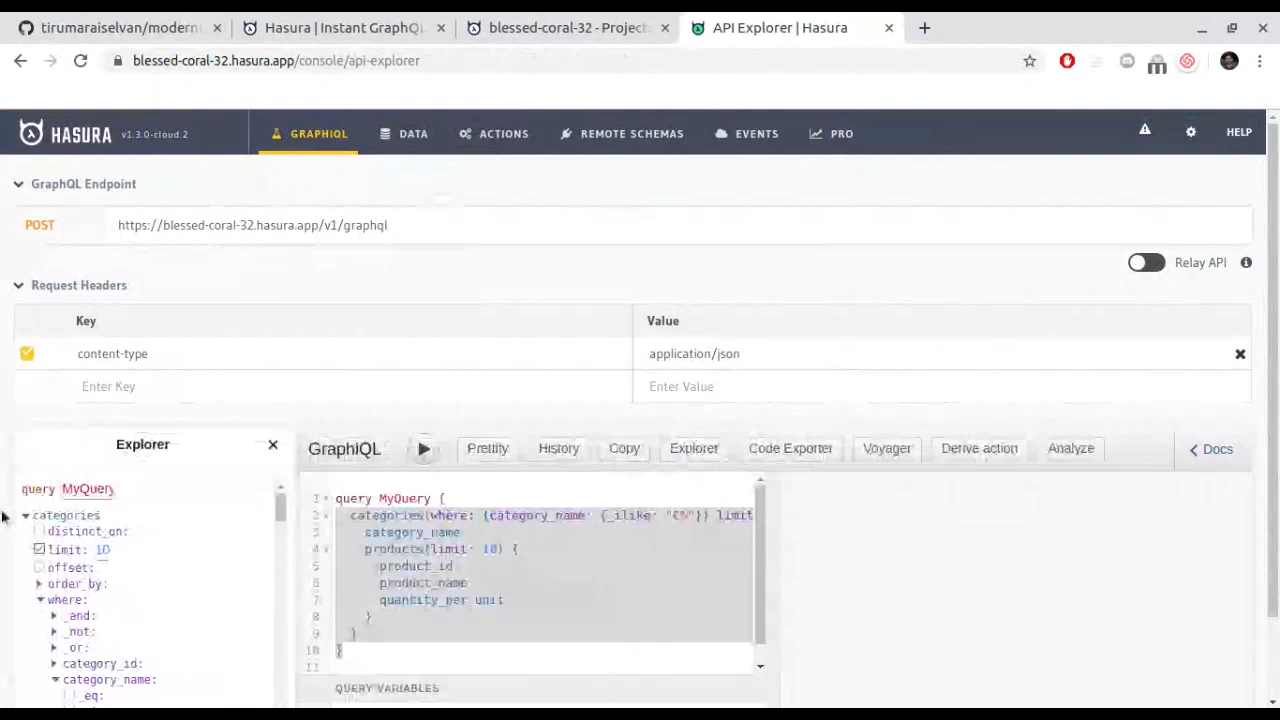 tirumaraiselvan/modern
Hasura | Instant GraphQL
blessed-coral-32 - Projects
API Explorer | Hasura
blessed-coral-32.hasura.app/console/api-explorer
HASURA v1.3.0-cloud.2 GRAPHIQL DATA ACTIONS REMOTE SCHEMAS EVENTS PRO HELP
GraphQL Endpoint
POST https://blessed-coral-32.hasura.app/v1/graphql
Relay API
Request Headers
Key Value
content-type application/json
Enter Key Enter Value
Explorer
GraphiQL Prettify History Copy Explorer Code Exporter Voyager Derive action Analyze Docs
query MyQuery
categories
distinct_on:
limit: 10
offset:
order_by:
where:
_and:
_not:
_or:
category_id:
category_name:
_eq:
1 query MyQuery {
2 categories(where: {category_name: {_ilike: "C%"}} limit
3 category_name
4 products(limit: 10) {
5 product_id
6 product_name
7 quantity_per_unit
8 }
9 }
10 }
11
QUERY VARIABLES